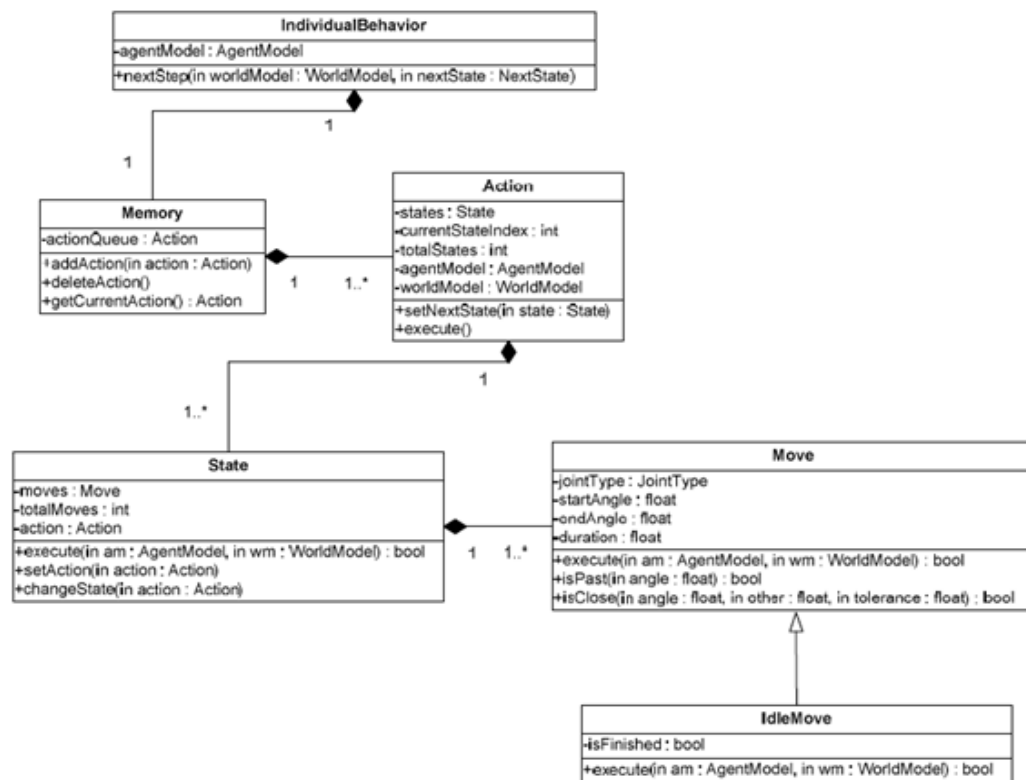 IndividualBehavior
-agentModel : AgentModel
+nextStep(in worldModel : WorldModel, in nextState : NextState)
1
1
Memory
-actionQueue : Action
+addAction(in action : Action)
+deleteAction()
+getCurrentAction() : Action
1
1..*
Action
-states : State
-currentStateIndex : int
-totalStates : int
-agentModel : AgentModel
-worldModel : WorldModel
+setNextState(in state : State)
+execute()
1
1..*
State
-moves : Move
-totalMoves : int
-action : Action
+execute(in am : AgentModel, in wm : WorldModel) : bool
+setAction(in action : Action)
+changeState(in action : Action)
1
1..*
Move
-jointType : JointType
-startAngle : float
-endAngle : float
-duration : float
+execute(in am : AgentModel, in wm : WorldModel) : bool
+isPast(in angle : float) : bool
+isClose(in angle : float, in other : float, in tolerance : float) : bool
IdleMove
-isFinished : bool
+execute(in am : AgentModel, in wm : WorldModel) : bool